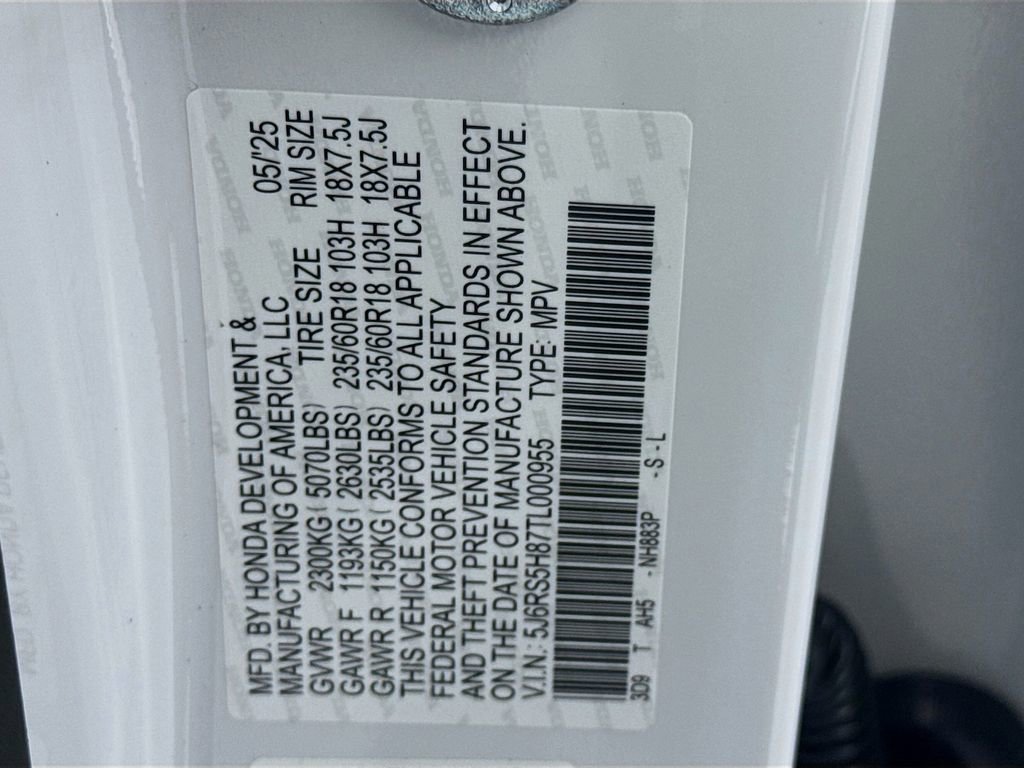 MFD. BY HONDA DEVELOPMENT & 05/'25
MANUFACTURING OF AMERICA, LLC
GVWR 2300KG ( 5070LBS) TIRE SIZE RIM SIZE
GAWR F 1193KG ( 2630LBS) 235/60R18 103H 18X7.5J
GAWR R 1150KG ( 2535LBS) 235/60R18 103H 18X7.5J
THIS VEHICLE CONFORMS TO ALL APPLICABLE
FEDERAL MOTOR VEHICLE SAFETY
AND THEFT PREVENTION STANDARDS IN EFFECT
ON THE DATE OF MANUFACTURE SHOWN ABOVE.
V.I.N.: 5J6RS5H87TL000955 TYPE: MPV
3D9 T AH5 - NH883P - S - L